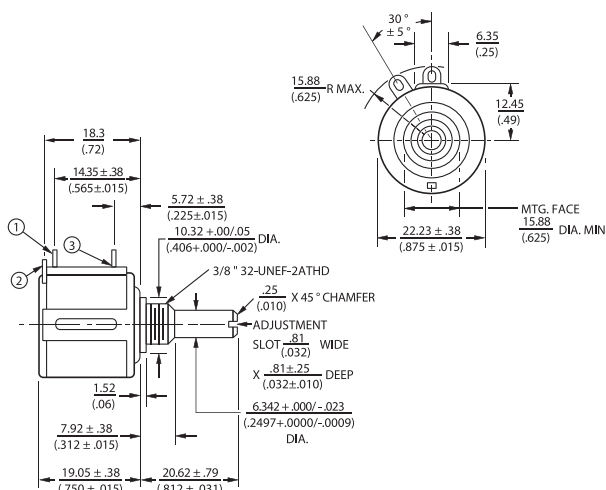 30 °
± 5 °
6.35
(.25)
15.88
(.625)
R MAX.
12.45
(.49)
MTG. FACE
15.88
(.625)
DIA. MIN
22.23 ± .38
(.875 ± .015)
18.3
(.72)
14.35 ± .38
(.565±.015)
5.72 ± .38
(.225±.015)
10.32 +.00/.05
(.406+.000/-.002)
DIA.
1
3
2
3/8 " 32-UNEF-2ATHD
.25
(.010)
X 45 ° CHAMFER
ADJUSTMENT
SLOT
.81
(.032)
WIDE
X
.81±.25
(.032±.010)
DEEP
1.52
(.06)
6.342 +.000/-.023
(.2497+.0000/-.0009)
DIA.
7.92 ± .38
(.312 ± .015)
19.05 ± .38
(.750 ± .015)
20.62 ± .79
(.812 ± .031)